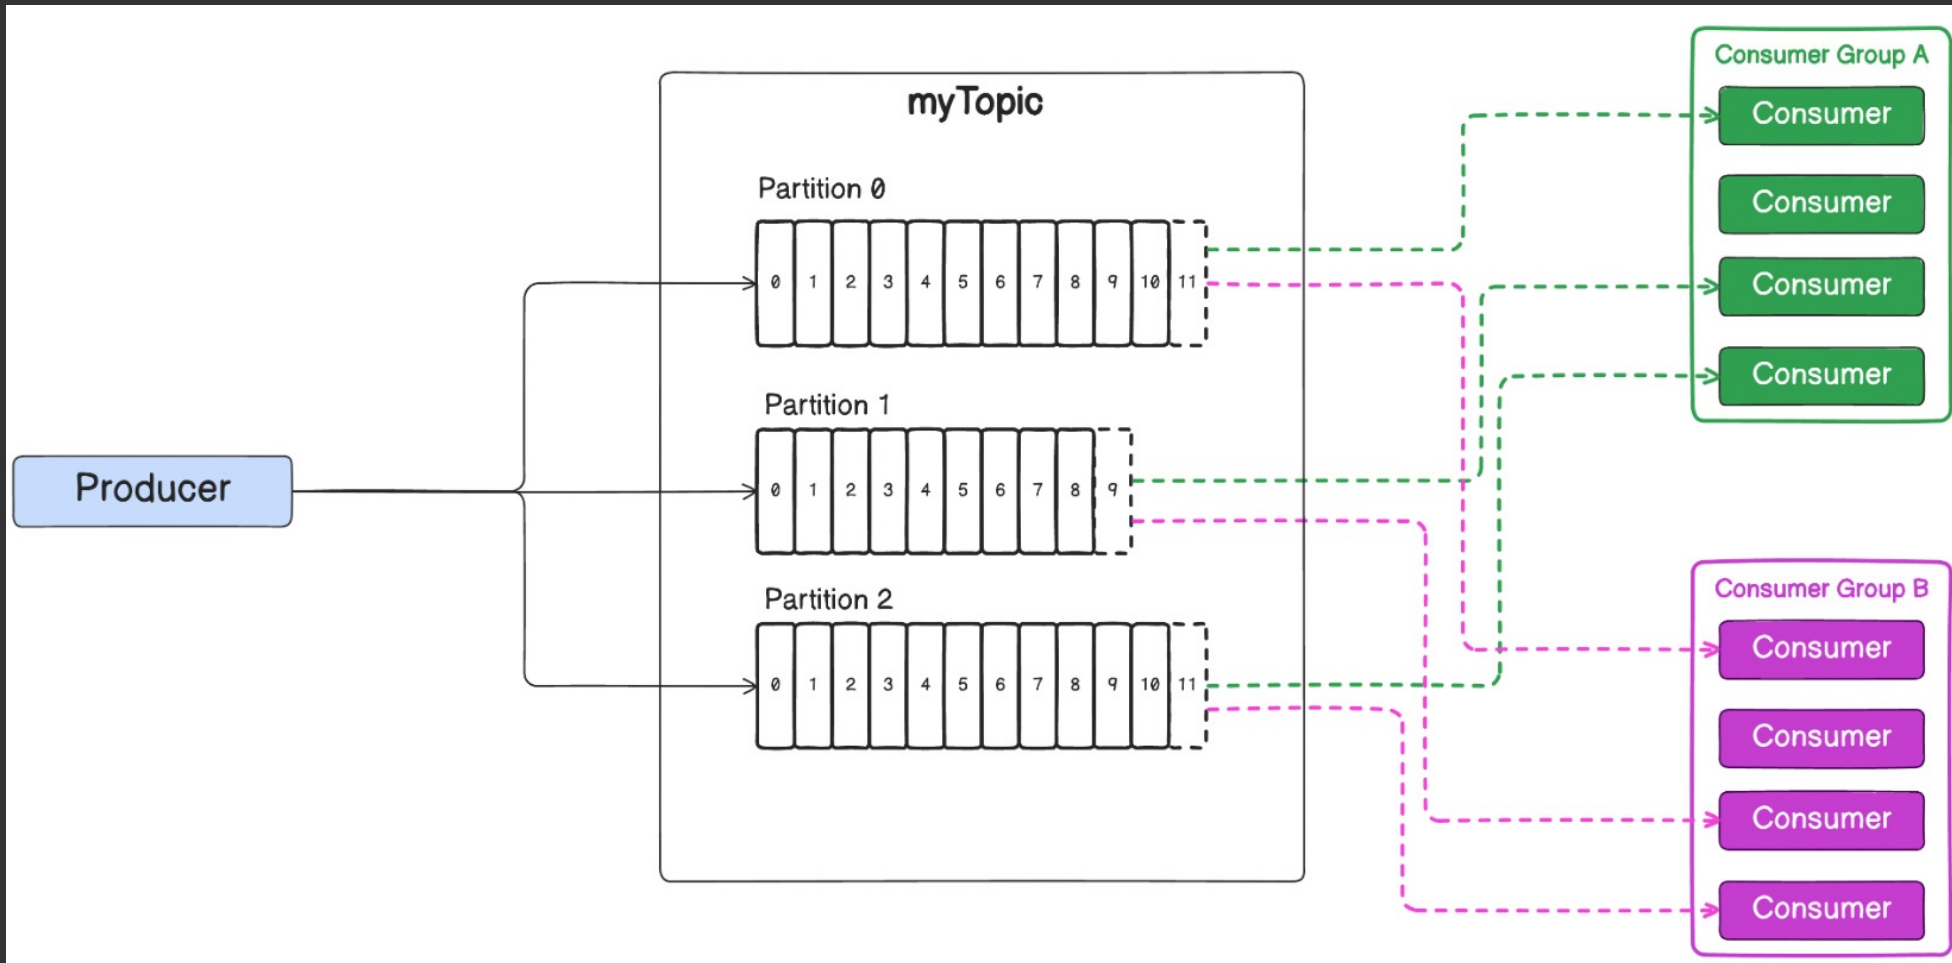 Consumer Group A
Consumer
Consumer
Consumer
Consumer
myTopic
Partition 0
0 1 2 3 4 5 6 7 8 9 10 11
Partition 1
0 1 2 3 4 5 6 7 8 9
Partition 2
0 1 2 3 4 5 6 7 8 9 10 11
Producer
Consumer Group B
Consumer
Consumer
Consumer
Consumer